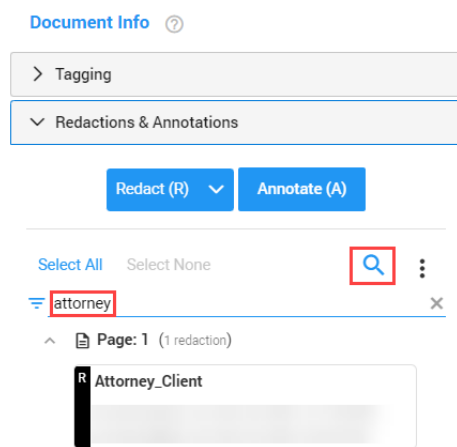 Document Info ?
Tagging
Redactions & Annotations
Redact (R)
Annotate (A)
Select All Select None
attorney
Page: 1 (1 redaction)
R Attorney_Client